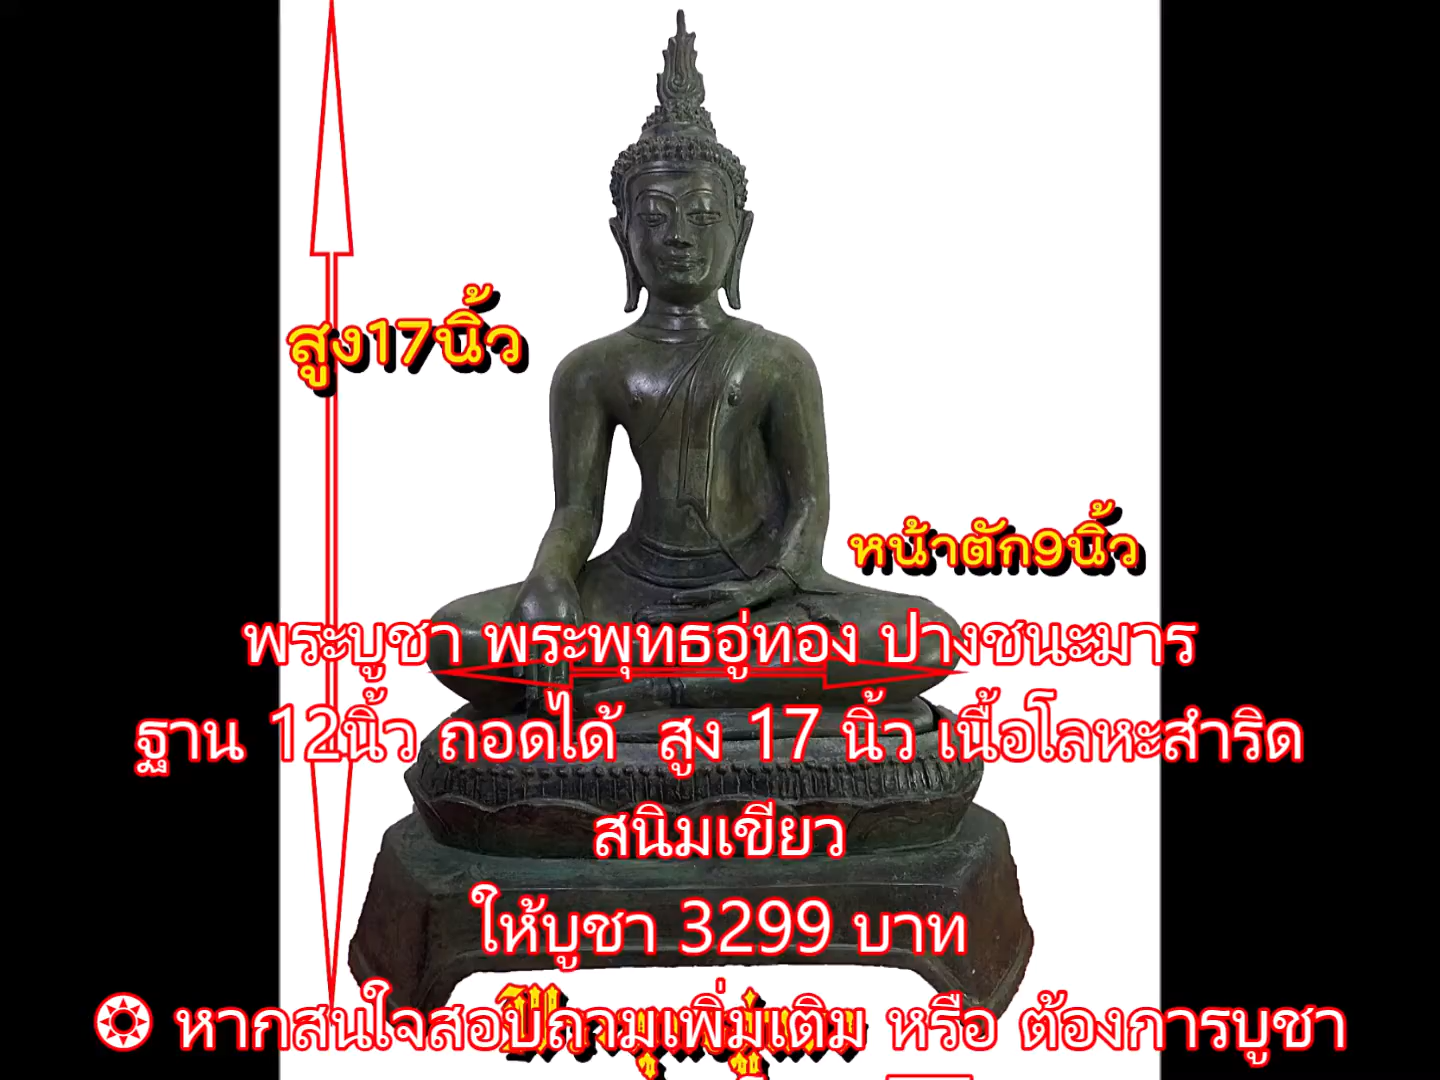 สูง17นิ้ว
หน้าตัก9นิ้ว
พระบูชา พระพุทธอู่ทอง ปางชนะมาร
ฐาน 12นิ้ว ถอดได้ สูง 17 นิ้ว เนื้อโลหะสำริด
สนิมเขียว
ให้บูชา 3299 บาท
❂ หากสนใจสอบถามเพิ่มเติม หรือ ต้องการบูชา